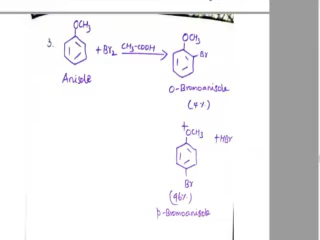 OCH₃
OCH₃
3.
+ Br₂
CH₃-COOH
Br
Anisole
O-Bromoanisole
(4%)
+
OCH₃
+ HBr
Br
(96%)
p-Bromoanisole